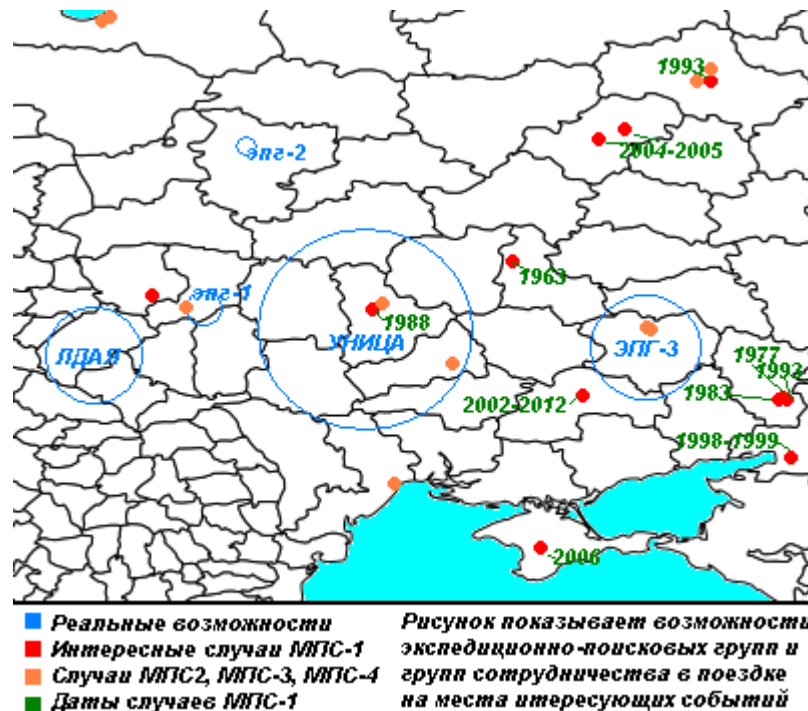 1993
2004-2005
эпг-2
1963
эпг-1
1988
ЛДАЯ
УНИЦА
ЭПГ-3
1977
1993
1983
2002-2012
1998-1999
2006
Реальные возможности
Интересные случаи МПС-1
Случаи МПС2, МПС-3, МПС-4
Даты случаев МПС-1
Рисунок показывает возможности
экспедиционно-поисковых групп и
групп сотрудничества в поездке
на места итересующих событий